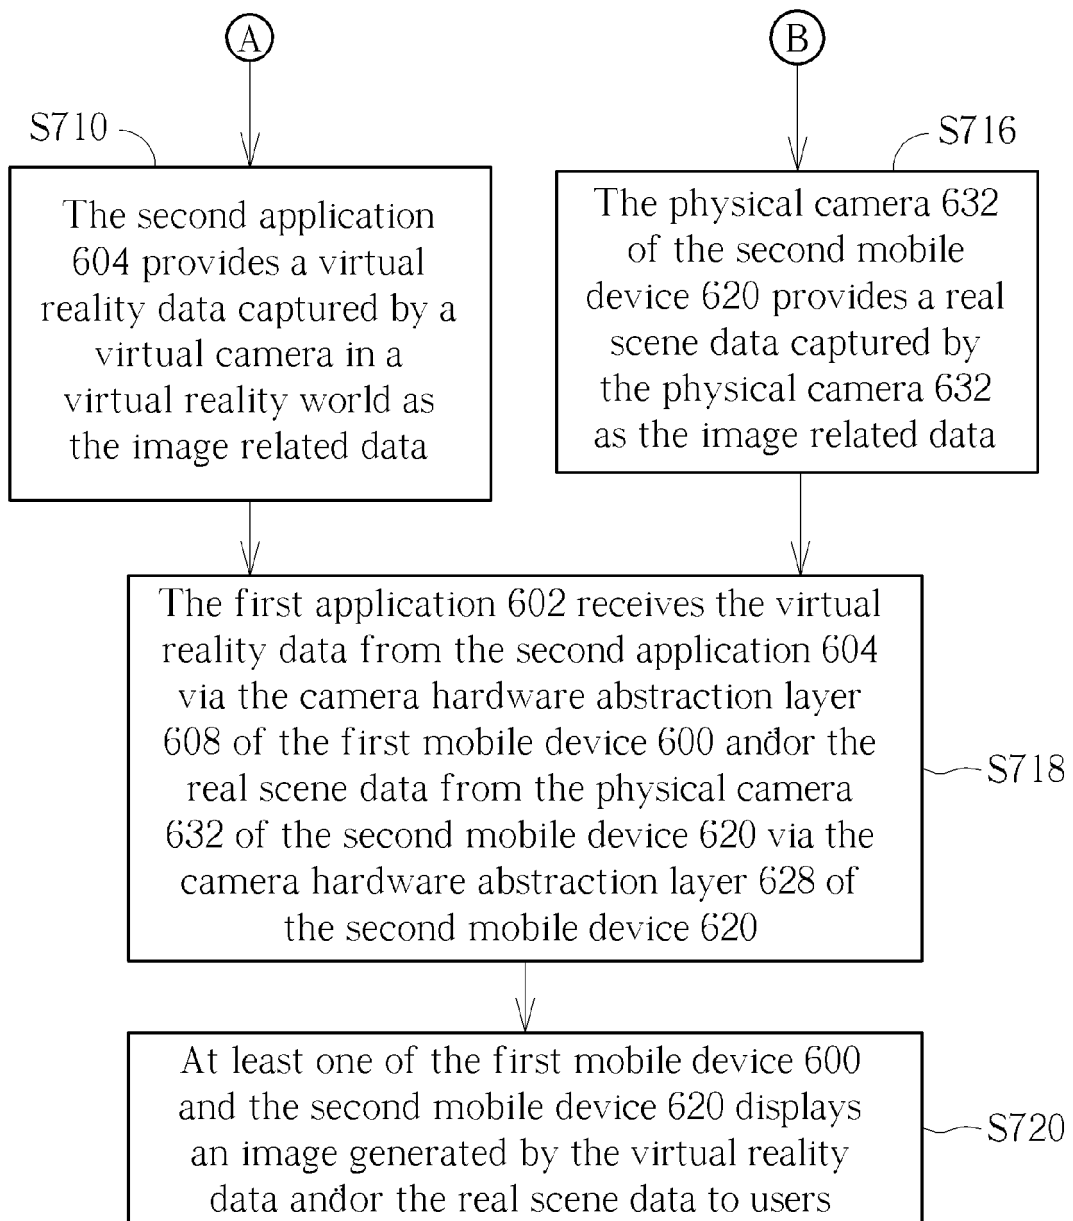 A
B
S710
S716
The second application
604 provides a virtual
reality data captured by a
virtual camera in a
virtual reality world as
the image related data
The physical camera 632
of the second mobile
device 620 provides a real
scene data captured by
the physical camera 632
as the image related data
The first application 602 receives the virtual
reality data from the second application 604
via the camera hardware abstraction layer
608 of the first mobile device 600 and/or the
real scene data from the physical camera
632 of the second mobile device 620 via the
camera hardware abstraction layer 628 of
the second mobile device 620
S718
At least one of the first mobile device 600
and the second mobile device 620 displays
an image generated by the virtual reality
data and/or the real scene data to users
S720